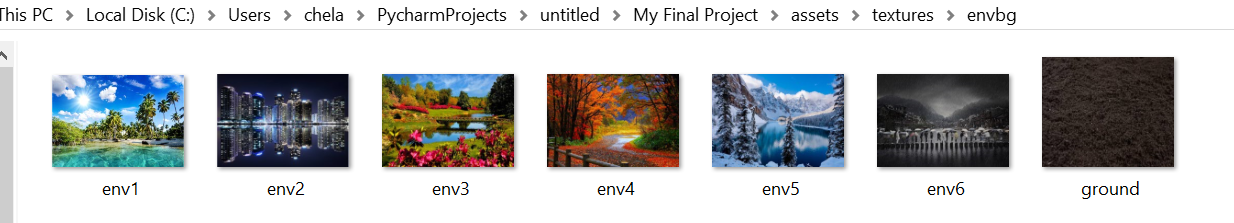 This PC > Local Disk (C:) > Users > chela > PycharmProjects > untitled > My Final Project > assets > textures > envbg
env1 env2 env3 env4 env5 env6 ground